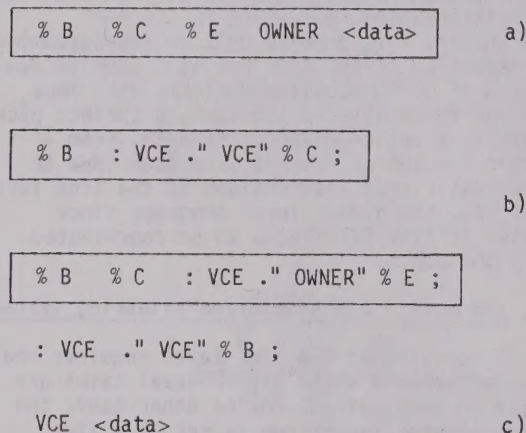 % B % C % E OWNER <data>
a)
% B : VCE ." VCE" % C ;
b)
% B % C : VCE ." OWNER" % E ;
: VCE ." VCE" % B ;
VCE <data> c)